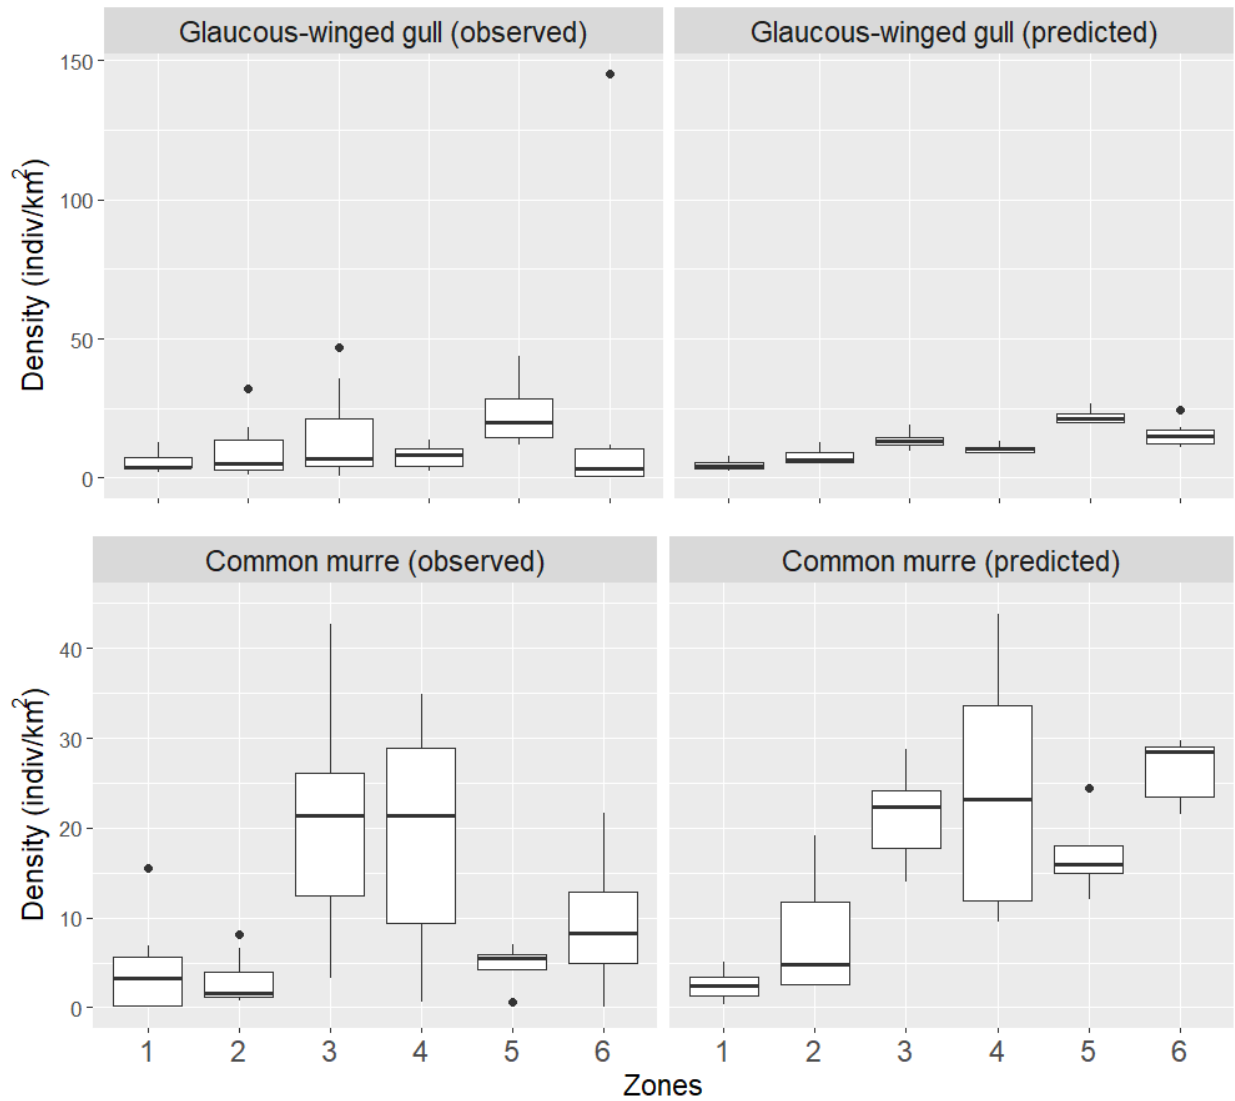 Glaucous-winged gull (observed) Glaucous-winged gull (predicted)
150
100
50
0
Density (indiv/km²)
Common murre (observed) Common murre (predicted)
40
30
20
10
0
Density (indiv/km²)
1 2 3 4 5 6 1 2 3 4 5 6
Zones